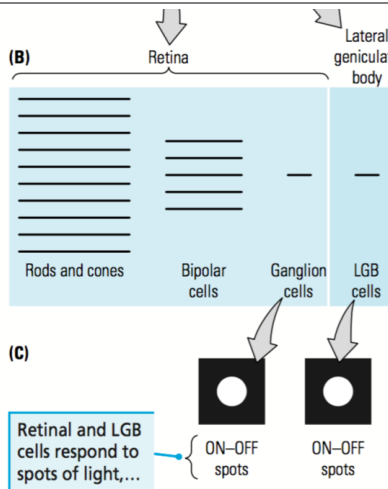 Lateral
(B)
Retina
genicula
body
Rods and cones
Bipolar
cells
Ganglion
cells
LGB
cells
(C)
Retinal and LGB
cells respond to
spots of light,...
ON–OFF
spots
ON–OFF
spots